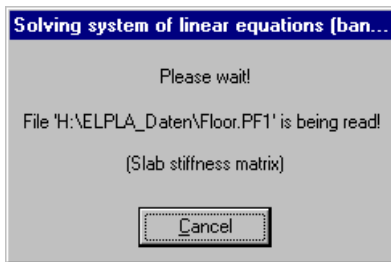 Solving system of linear equations (ban...
Please wait!
File 'H:\ELPLA_Daten\Floor.PF1' is being read!
(Slab stiffness matrix)
Cancel